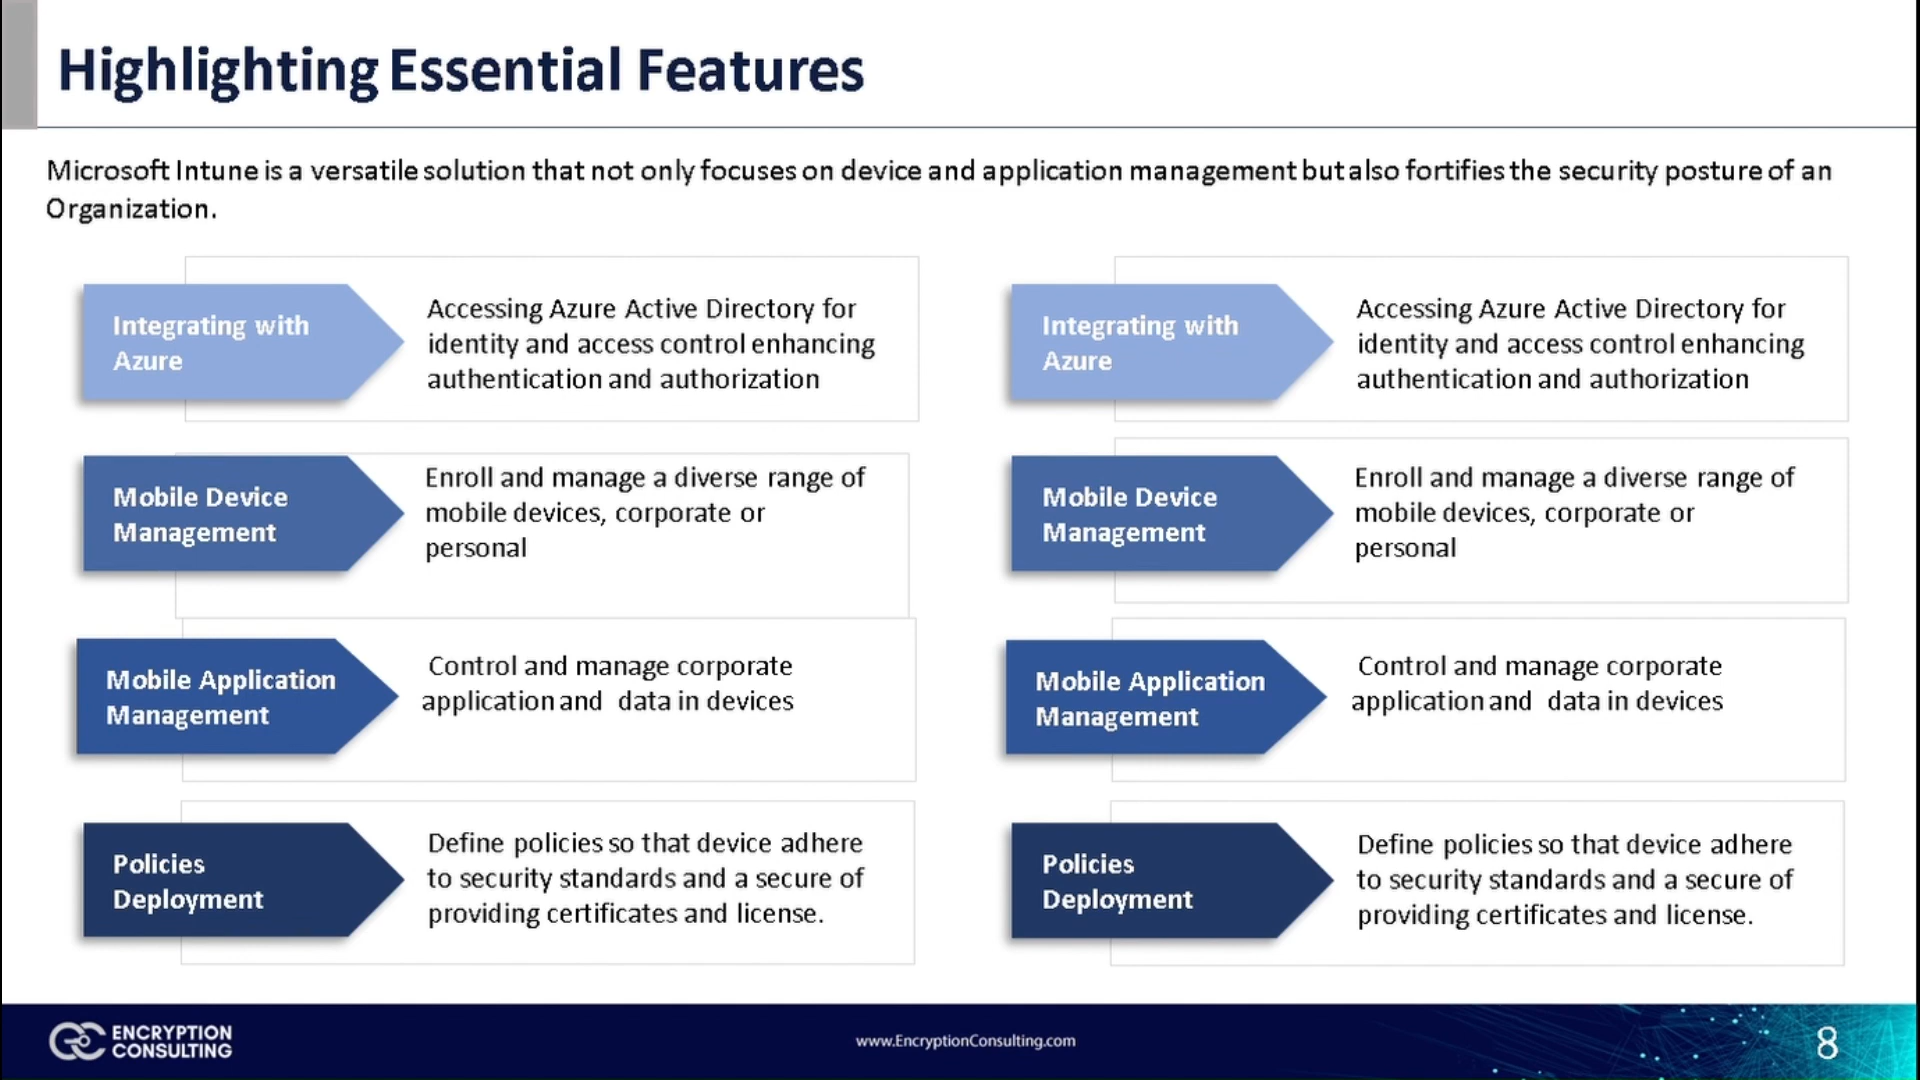 Highlighting Essential Features
Microsoft Intune is a versatile solution that not only focuses on device and application management but also fortifies the security posture of an
Organization.
Integrating with
Azure
Accessing Azure Active Directory for
identity and access control enhancing
authentication and authorization
Mobile Device
Management
Enroll and manage a diverse range of
mobile devices, corporate or
personal
Mobile Application
Management
Control and manage corporate
application and data in devices
Policies
Deployment
Define policies so that device adhere
to security standards and a secure of
providing certificates and license.
Integrating with
Azure
Accessing Azure Active Directory for
identity and access control enhancing
authentication and authorization
Mobile Device
Management
Enroll and manage a diverse range of
mobile devices, corporate or
personal
Mobile Application
Management
Control and manage corporate
application and data in devices
Policies
Deployment
Define policies so that device adhere
to security standards and a secure of
providing certificates and license.
ENCRYPTION
CONSULTING
www.EncryptionConsulting.com
8